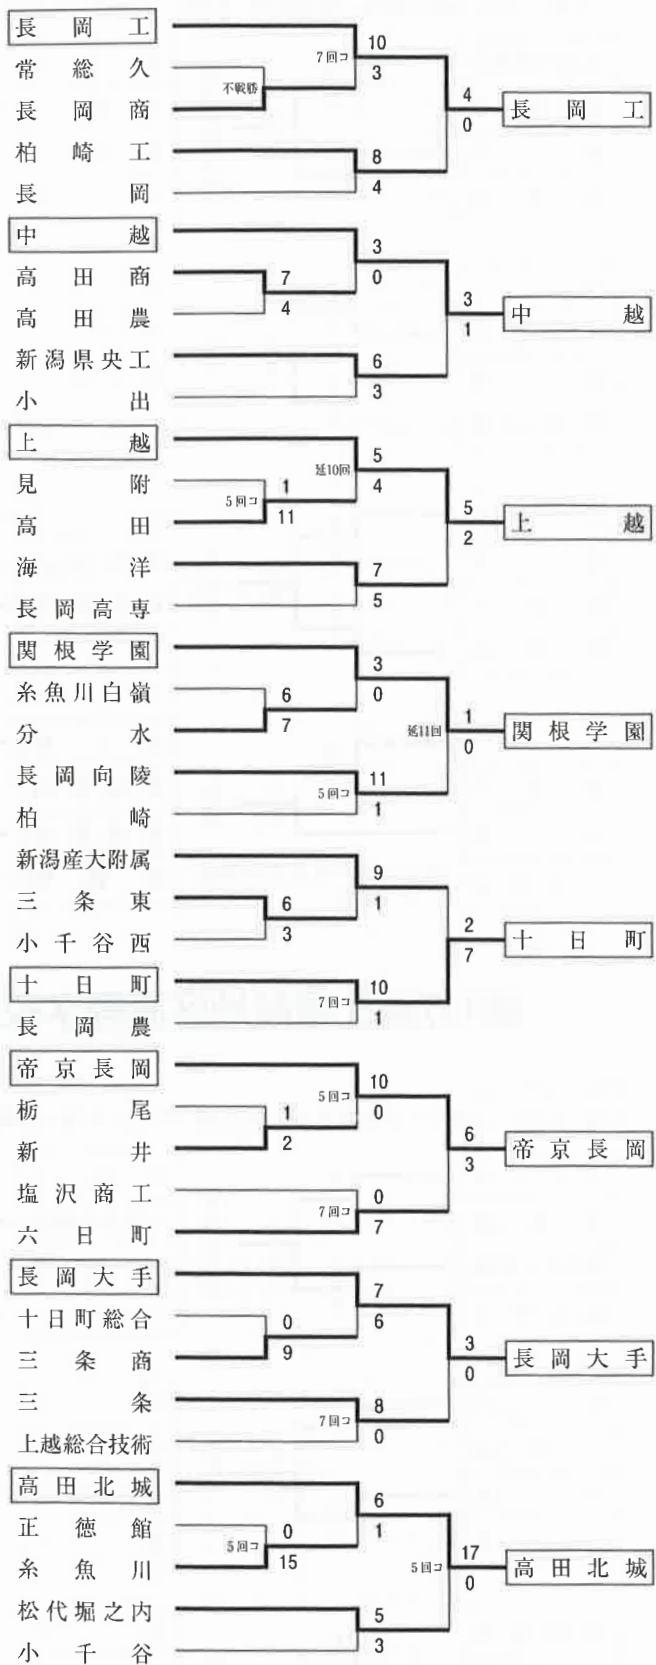 長岡工
10
7回コ
3
常総久
不戦勝
4
長岡工
長岡商
0
柏崎工
8
長岡
4
中越
3
高田商
7
0
高田農
4
3
中越
1
新潟県央工
6
小出
3
上越
5
見附
1
延10回
4
5回コ
高田
11
5
上越
2
海洋
7
長岡高専
5
関根学園
3
糸魚川白嶺
6
0
分水
7
延11回
1
関根学園
0
長岡向陵
11
5回コ
柏崎
1
新潟産大附属
9
三条東
6
1
小千谷西
3
2
十日町
7
十日町
10
7回コ
長岡農
1
帝京長岡
10
5回コ
栃尾
1
0
新井
2
6
帝京長岡
3
塩沢商工
0
7回コ
六日町
7
長岡大手
7
十日町総合
0
6
三条商
9
3
長岡大手
0
三条
8
7回コ
上越総合技術
0
高田北城
6
正徳館
0
1
5回コ
糸魚川
15
5回コ
17
高田北城
0
松代堀之内
5
小千谷
3